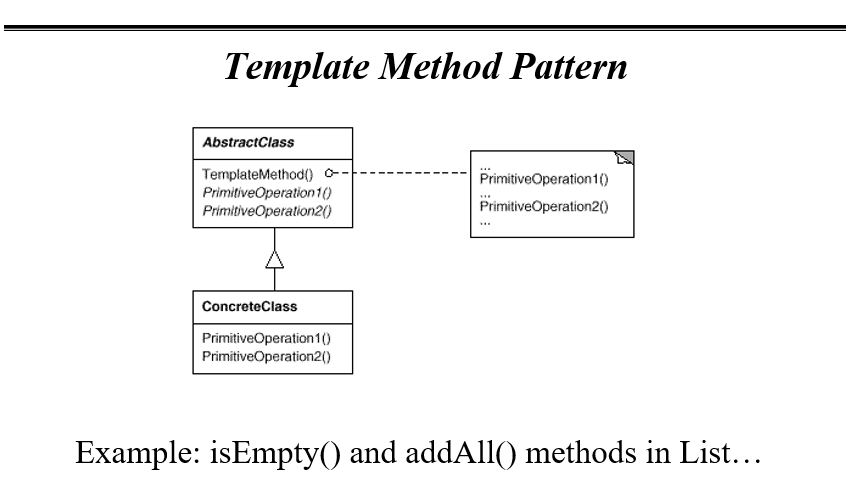 Template Method Pattern
AbstractClass
TemplateMethod()
PrimitiveOperation1()
PrimitiveOperation2()
...
PrimitiveOperation1()
...
PrimitiveOperation2()
...
ConcreteClass
PrimitiveOperation1()
PrimitiveOperation2()
Example: isEmpty() and addAll() methods in List…